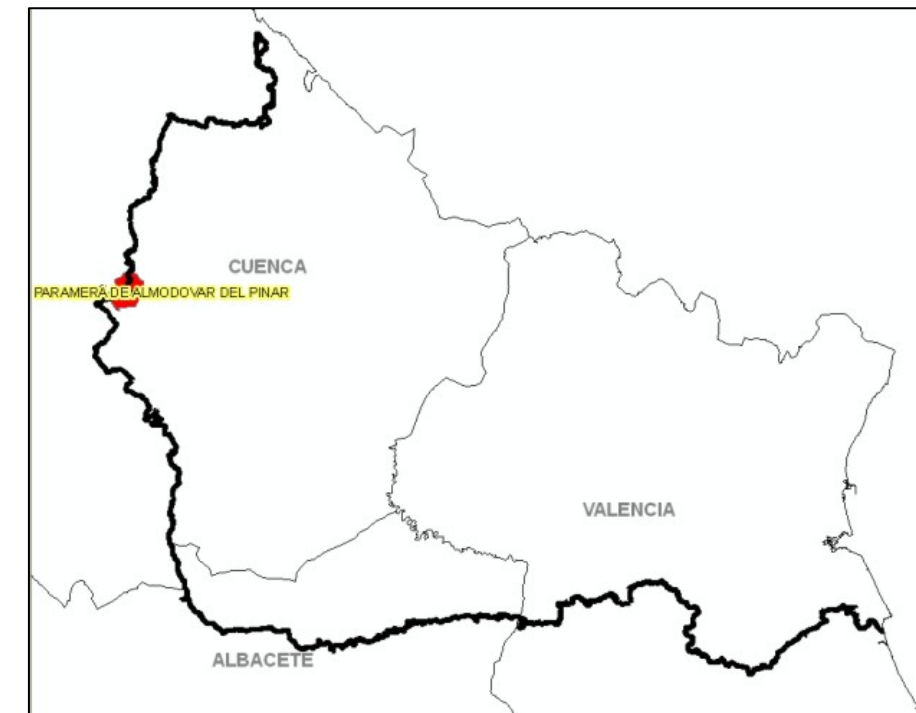 CUENCA
PARAMERA DE ALMODOVAR DEL PINAR
VALENCIA
ALBACETE